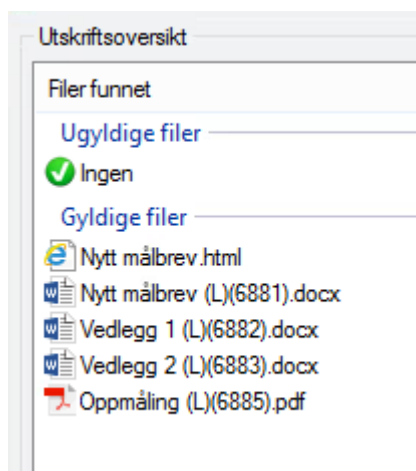 Utskriftsoversikt
Filer funnet
Ugyldige filer
Ingen
Gyldige filer
Nytt målbrev.html
Nytt målbrev (L)(6881).docx
Vedlegg 1 (L)(6882).docx
Vedlegg 2 (L)(6883).docx
Oppmåling (L)(6885).pdf